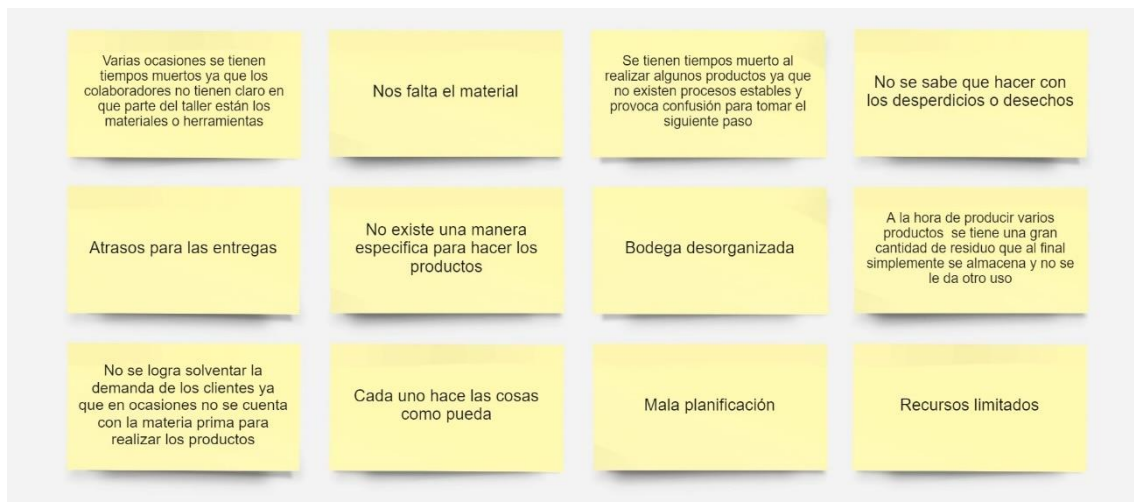 Varias ocasiones se tienen
tiempos muertos ya que los
colaboradores no tienen claro en
que parte del taller están los
materiales o herramientas
Nos falta el material
Se tienen tiempos muerto al
realizar algunos productos ya que
no existen procesos estables y
provoca confusión para tomar el
siguiente paso
No se sabe que hacer con
los desperdicios o desechos
Atrasos para las entregas
No existe una manera
especifica para hacer los
productos
Bodega desorganizada
A la hora de producir varios
productos se tiene una gran
cantidad de residuo que al final
simplemente se almacena y no se
le da otro uso
No se logra solventar la
demanda de los clientes ya
que en ocasiones no se cuenta
con la materia prima para
realizar los productos
Cada uno hace las cosas
como pueda
Mala planificación
Recursos limitados